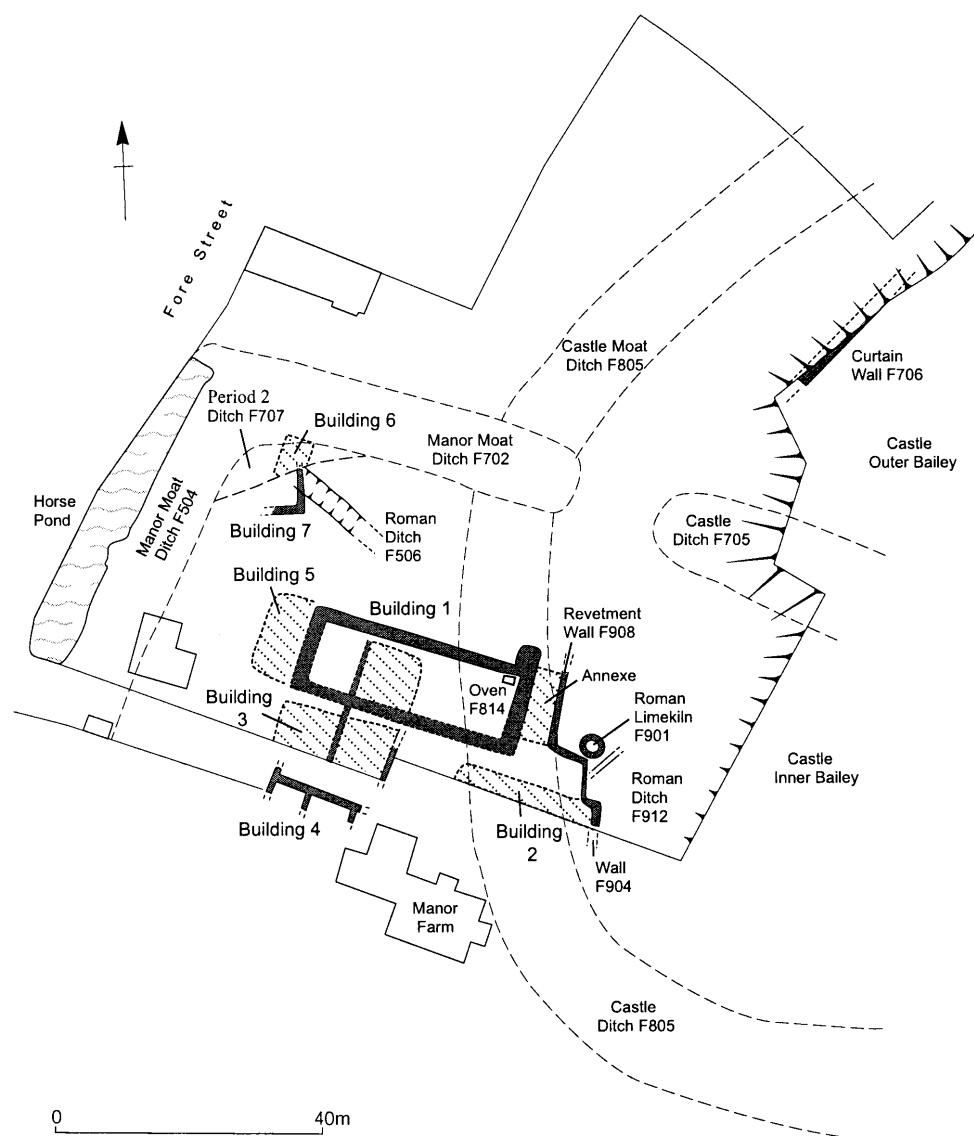 Fore Street
Castle Moat
Ditch F805
Curtain
Wall F706
Period 2
Ditch F707
Building 6
Manor Moat
Ditch F702
Castle
Outer Bailey
Horse
Pond
Manor Moat
Ditch F504
Building 7
Roman
Ditch
F506
Castle
Ditch F705
Building 5
Building 1
Revetment
Wall F908
Annexe
Oven
F814
Roman
Limekiln
F901
Building
3
Castle
Inner Bailey
Roman
Ditch
F912
Building 4
Building
2
Wall
F904
Manor
Farm
Castle
Ditch F805
0 40m